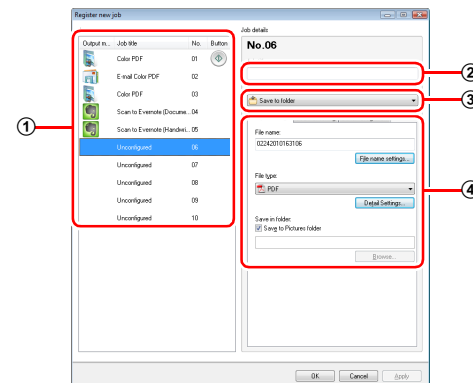 Register new job
Job details
Output m... Job title No. Button
Color PDF 01
E-mail Color PDF 02
Color PDF 03
Scan to Evernote (Docume... 04
Scan to Evernote (Handwri... 05
Unconfigured 06
Unconfigured 07
Unconfigured 08
Unconfigured 09
Unconfigured 10
1
No.06
2
Save to folder
3
File name:
02242010163106
File name settings...
File type:
PDF
4
Detail Settings...
Save in folder:
Save to Pictures folder
Browse...
OK Cancel Apply